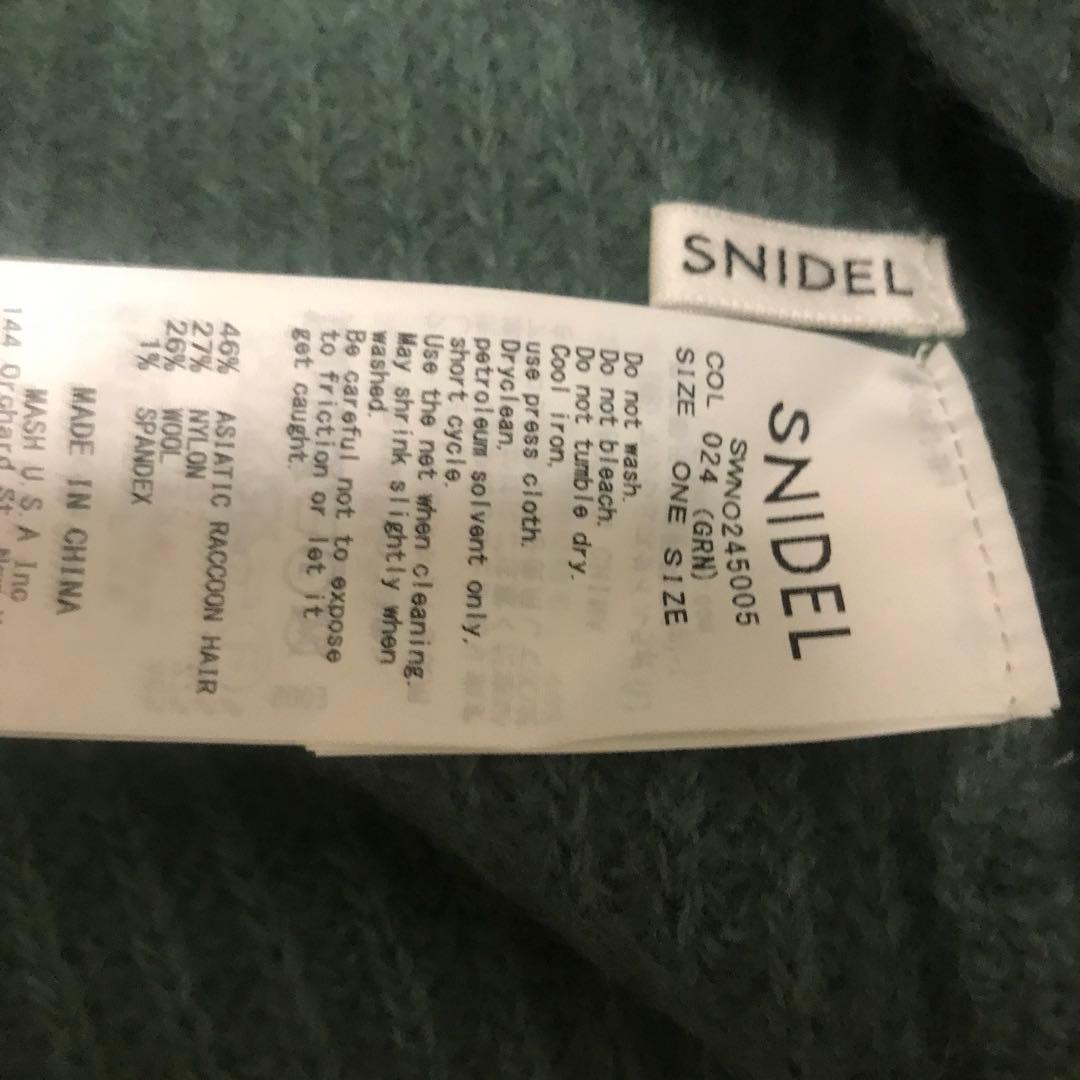 SNIDEL
SNIDEL
SWNO245005
COL 024 (GRN)
SIZE ONE SIZE
Do not wash.
Do not bleach.
Do not tumble dry.
Cool iron,
use press cloth.
Dryclean,
petroleum solvent only,
short cycle.
Use the net when cleaning.
May shrink slightly when
washed.
Be careful not to expose
to friction or let it
get caught.
46% ASIATIC RACCOON HAIR
27% NYLON
26% WOOL
1% SPANDEX
MADE IN CHINA
MASH U.S.A Inc
144 Orchard St.